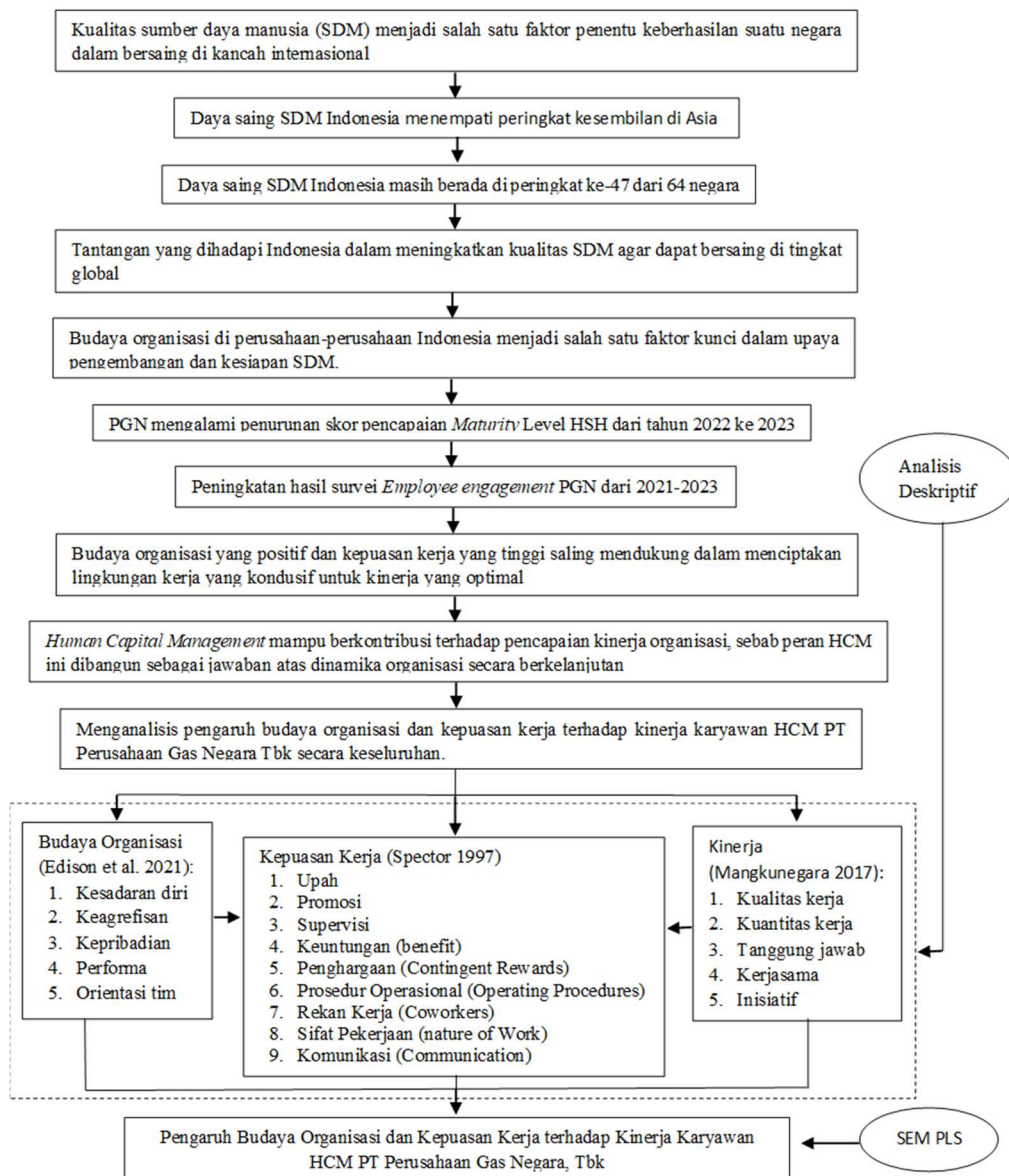 Kualitas sumber daya manusia (SDM) menjadi salah satu faktor penentu keberhasilan suatu negara
dalam bersaing di kancah internasional
Daya saing SDM Indonesia menempati peringkat kesembilan di Asia
Daya saing SDM Indonesia masih berada di peringkat ke-47 dari 64 negara
Tantangan yang dihadapi Indonesia dalam meningkatkan kualitas SDM agar dapat bersaing di tingkat
global
Budaya organisasi di perusahaan-perusahaan Indonesia menjadi salah satu faktor kunci dalam upaya
pengembangan dan kesiapan SDM.
PGN mengalami penurunan skor pencapaian Maturity Level HSH dari tahun 2022 ke 2023
Peningkatan hasil survei Employee engagement PGN dari 2021-2023
Analisis
Deskriptif
Budaya organisasi yang positif dan kepuasan kerja yang tinggi saling mendukung dalam menciptakan
lingkungan kerja yang kondusif untuk kinerja yang optimal
Human Capital Management mampu berkontribusi terhadap pencapaian kinerja organisasi, sebab peran HCM
ini dibangun sebagai jawaban atas dinamika organisasi secara berkelanjutan
Menganalisis pengaruh budaya organisasi dan kepuasan kerja terhadap kinerja karyawan HCM PT
Perusahaan Gas Negara Tbk secara keseluruhan.
Budaya Organisasi
(Edison et al. 2021):
1. Kesadaran diri
2. Keagrefisan
3. Kepribadian
4. Performa
5. Orientasi tim
Kepuasan Kerja (Spector 1997)
1. Upah
2. Promosi
3. Supervisi
4. Keuntungan (benefit)
5. Penghargaan (Contingent Rewards)
6. Prosedur Operasional (Operating Procedures)
7. Rekan Kerja (Coworkers)
8. Sifat Pekerjaan (nature of Work)
9. Komunikasi (Communication)
Kinerja
(Mangkunegara 2017):
1. Kualitas kerja
2. Kuantitas kerja
3. Tanggung jawab
4. Kerjasama
5. Inisiatif
Pengaruh Budaya Organisasi dan Kepuasan Kerja terhadap Kinerja Karyawan
HCM PT Perusahaan Gas Negara, Tbk
SEM PLS